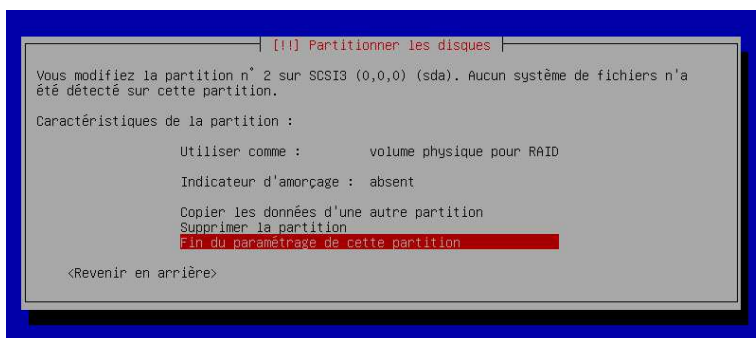 [!!] Partitionner les disques
Vous modifiez la partition n° 2 sur SCSI3 (0,0,0) (sda). Aucun système de fichiers n'a
été détecté sur cette partition.
Caractéristiques de la partition :
Utiliser comme : volume physique pour RAID
Indicateur d'amorçage : absent
Copier les données d'une autre partition
Supprimer la partition
Fin du paramétrage de cette partition
<Revenir en arrière>